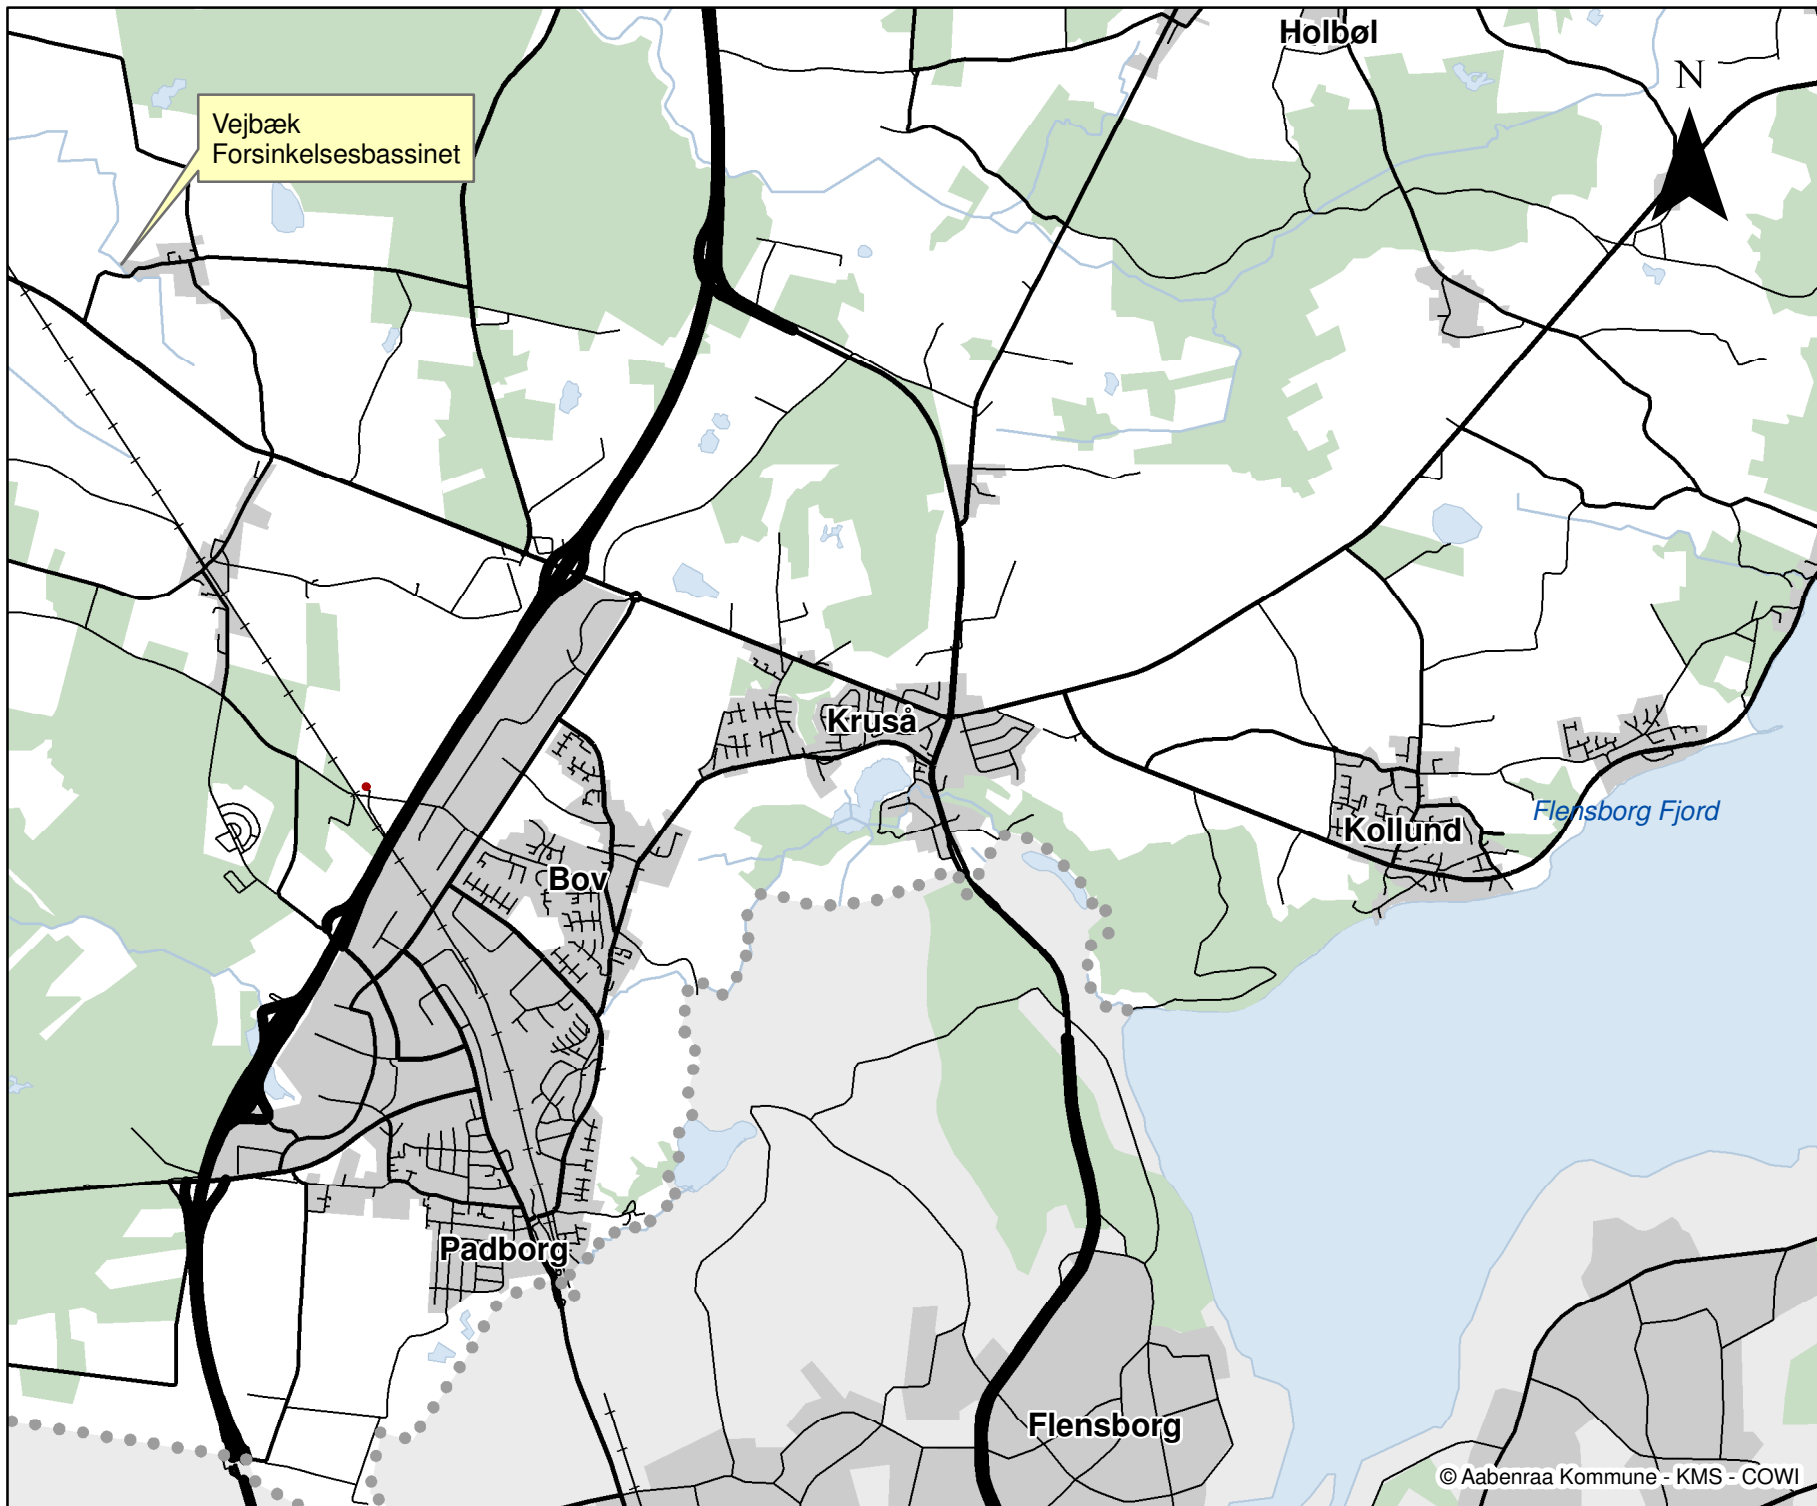 Holbøl
N
Vejbæk
Forsinkelsesbassinet
Kruså
Flensborg Fjord
Kollund
Bov
Padborg
Flensborg
© Aabenraa Kommune - KMS - COWI